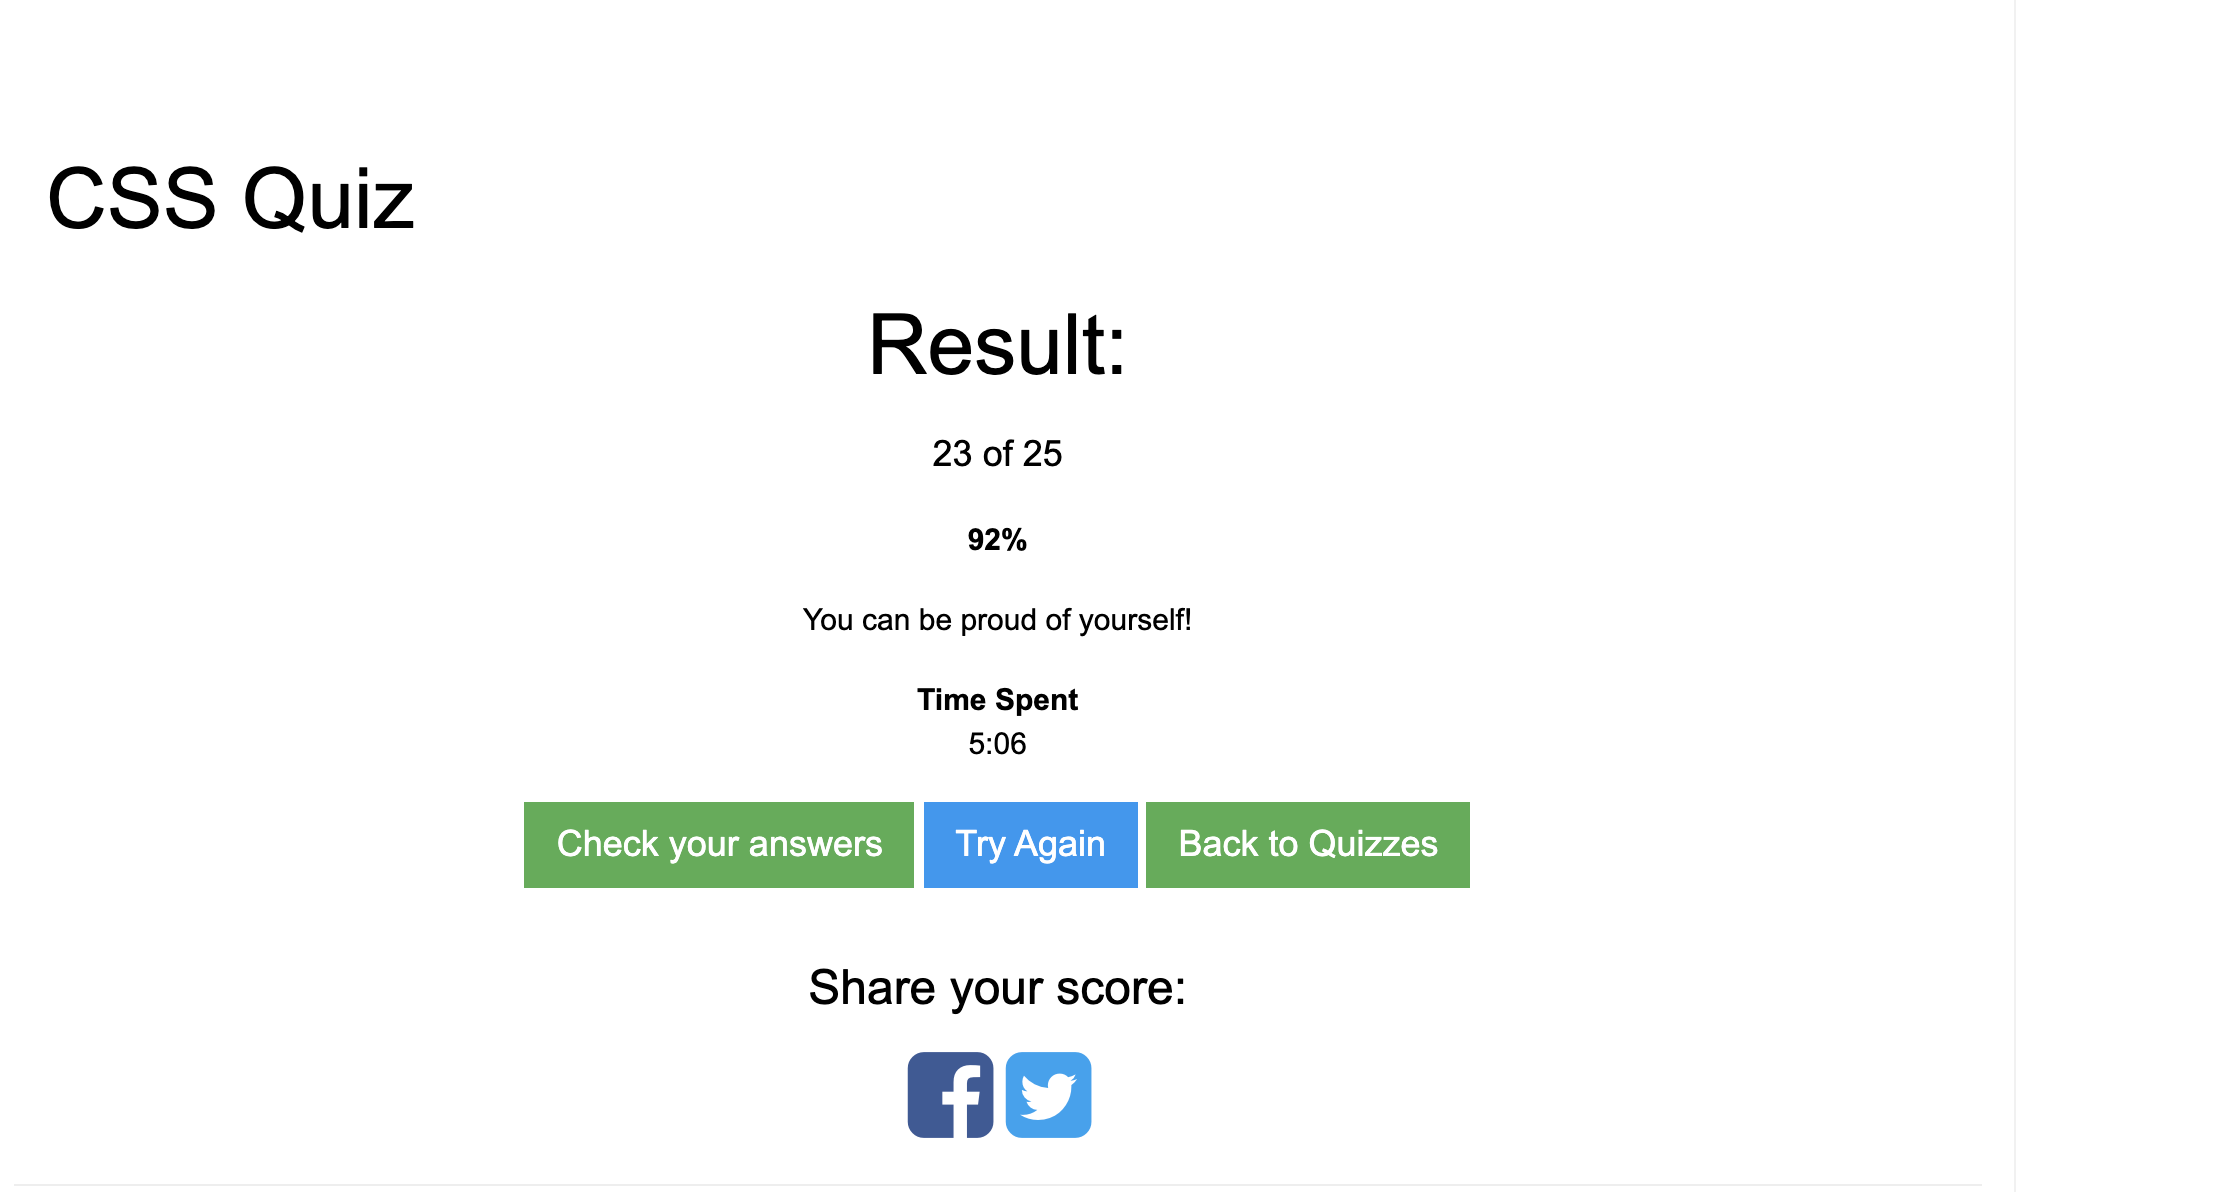 CSS Quiz
Result:
23 of 25
92%
You can be proud of yourself!
Time Spent
5:06
Check your answers Try Again Back to Quizzes
Share your score: